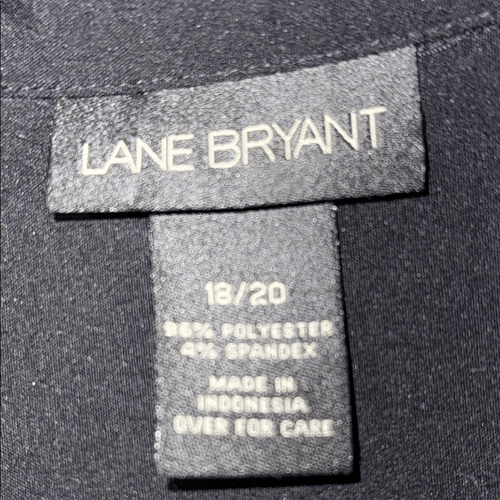 LANE BRYANT
18/20
96% POLYESTER
4% SPANDEX
MADE IN
INDONESIA
OVER FOR CARE